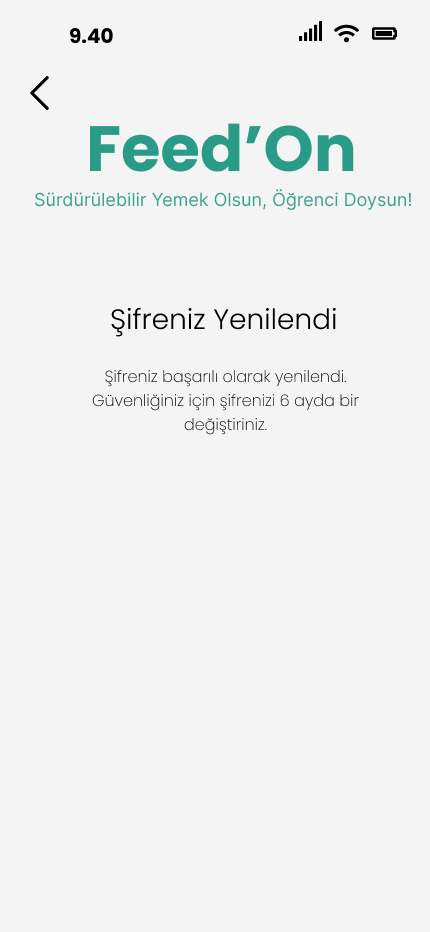 9.40
Feed’On
Sürdürülebilir Yemek Olsun, Öğrenci Doysun!
Şifreniz Yenilendi
Şifreniz başarılı olarak yenilendi.
Güvenliğiniz için şifrenizi 6 ayda bir
değiştiriniz.